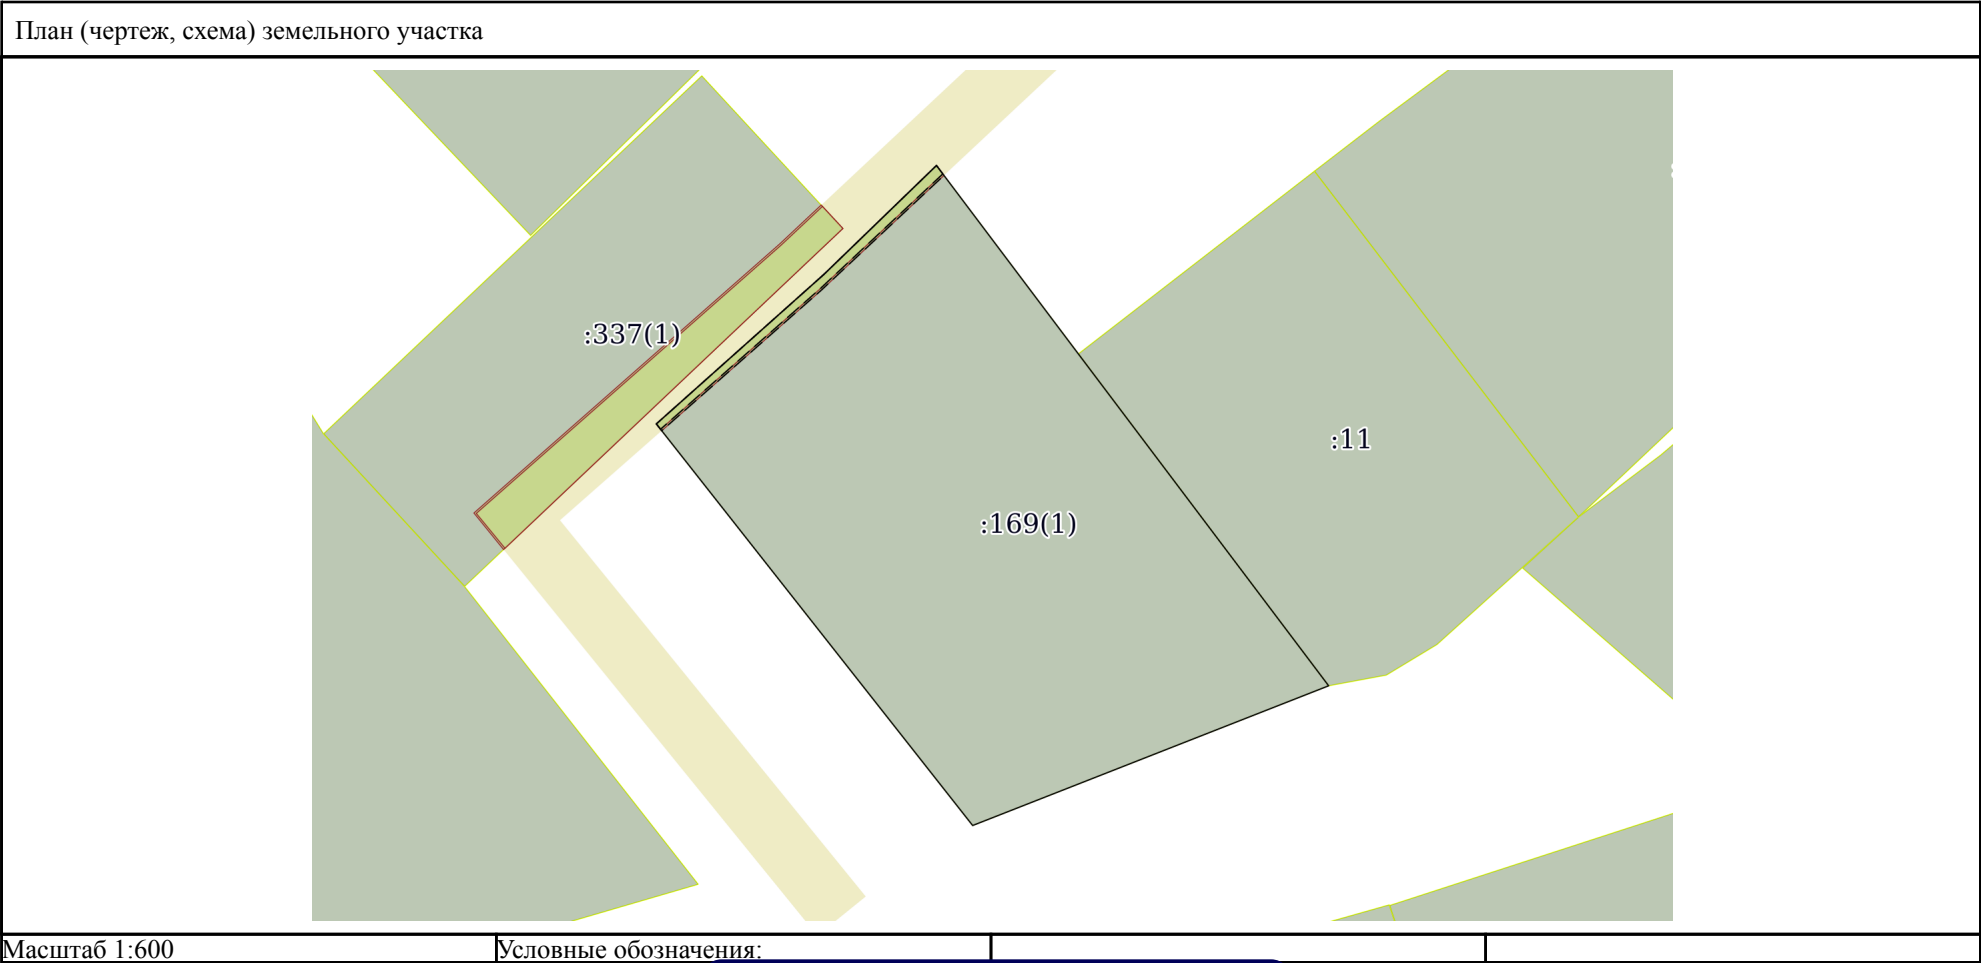 План (чертеж, схема) земельного участка
:337(1)
:11
:169(1)
Масштаб 1:600
Условные обозначения: